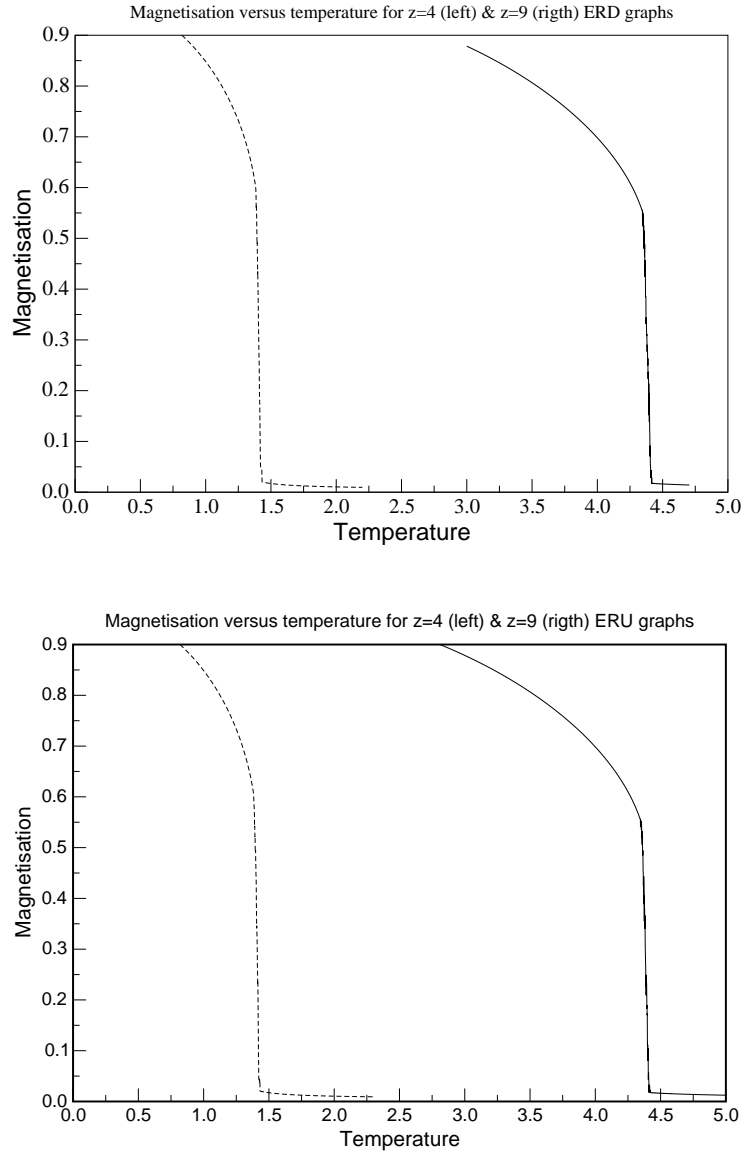 Magnetisation versus temperature for z=4 (left) & z=9 (rigth) ERD graphs
0.9
0.8
0.7
0.6
0.5
0.4
0.3
0.2
0.1
0.0
Magnetisation
0.0 0.5 1.0 1.5 2.0 2.5 3.0 3.5 4.0 4.5 5.0
Temperature
Magnetisation versus temperature for z=4 (left) & z=9 (rigth) ERU graphs
0.9
0.8
0.7
0.6
0.5
0.4
0.3
0.2
0.1
0.0
Magnetisation
0.0 0.5 1.0 1.5 2.0 2.5 3.0 3.5 4.0 4.5 5.0
Temperature